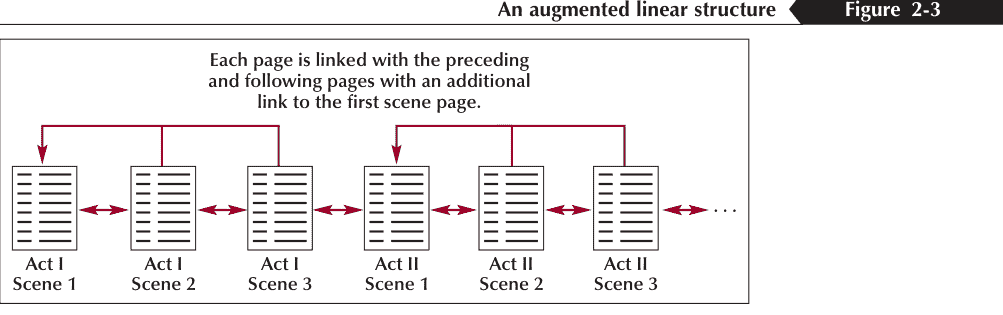 An augmented linear structure Figure 2-3
Each page is linked with the preceding
and following pages with an additional
link to the first scene page.
...
Act I Act I Act I Act II Act II Act II
Scene 1 Scene 2 Scene 3 Scene 1 Scene 2 Scene 3